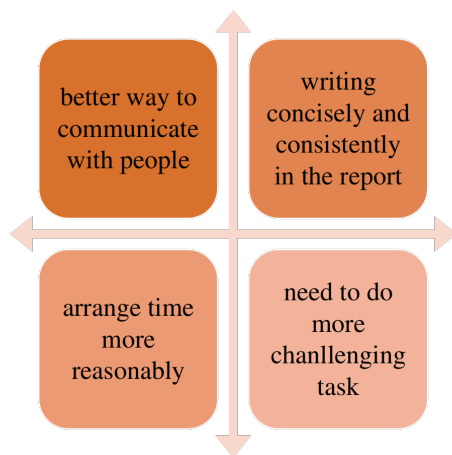 better way to
communicate
with people
writing
concisely and
consistently
in the report
arrange time
more
reasonably
need to do
more
chanllenging
task